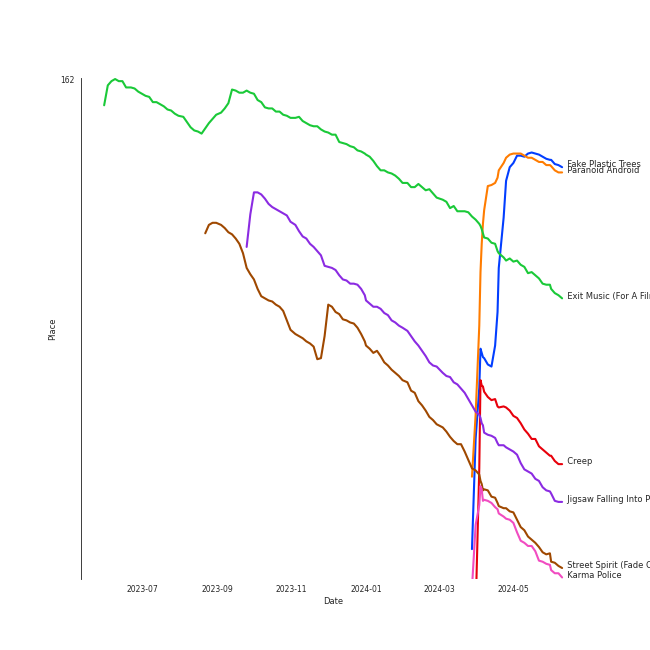 162
Fake Plastic Trees
Paranoid Android
Exit Music (For A Fil
Place
Creep
Jigsaw Falling Into P
Street Spirit (Fade O
Karma Police
2023-07
2023-09
2023-11
2024-01
2024-03
2024-05
Date